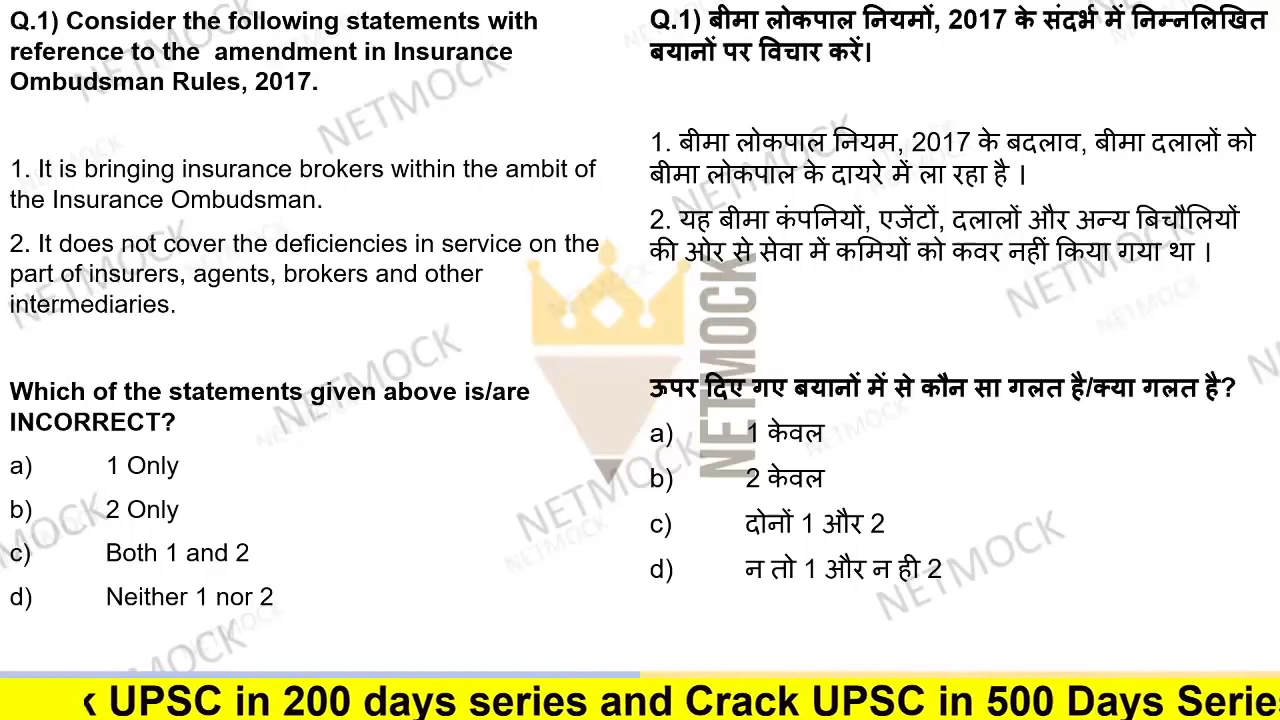 Q.1) Consider the following statements with
reference to the  amendment in Insurance
Ombudsman Rules, 2017.
1. It is bringing insurance brokers within the ambit of
the Insurance Ombudsman.
2. It does not cover the deficiencies in service on the
part of insurers, agents, brokers and other
intermediaries.
Which of the statements given above is/are
INCORRECT?
a) 1 Only
b) 2 Only
c) Both 1 and 2
d) Neither 1 nor 2
Q.1) बीमा लोकपाल नियमों, 2017 के संदर्भ में निम्नलिखित
बयानों पर विचार करें।
1. बीमा लोकपाल नियम, 2017 के बदलाव, बीमा दलालों को
बीमा लोकपाल के दायरे में ला रहा है ।
2. यह बीमा कंपनियों, एजेंटों, दलालों और अन्य बिचौलियों
की ओर से सेवा में कमियों को कवर नहीं किया गया था ।
ऊपर दिए गए बयानों में से कौन सा गलत है/क्या गलत है?
a) 1 केवल
b) 2 केवल
c) दोनों 1 और 2
d) न तो 1 और न ही 2
NETMOCK
UPSC in 200 days series and Crack UPSC in 500 Days Serie